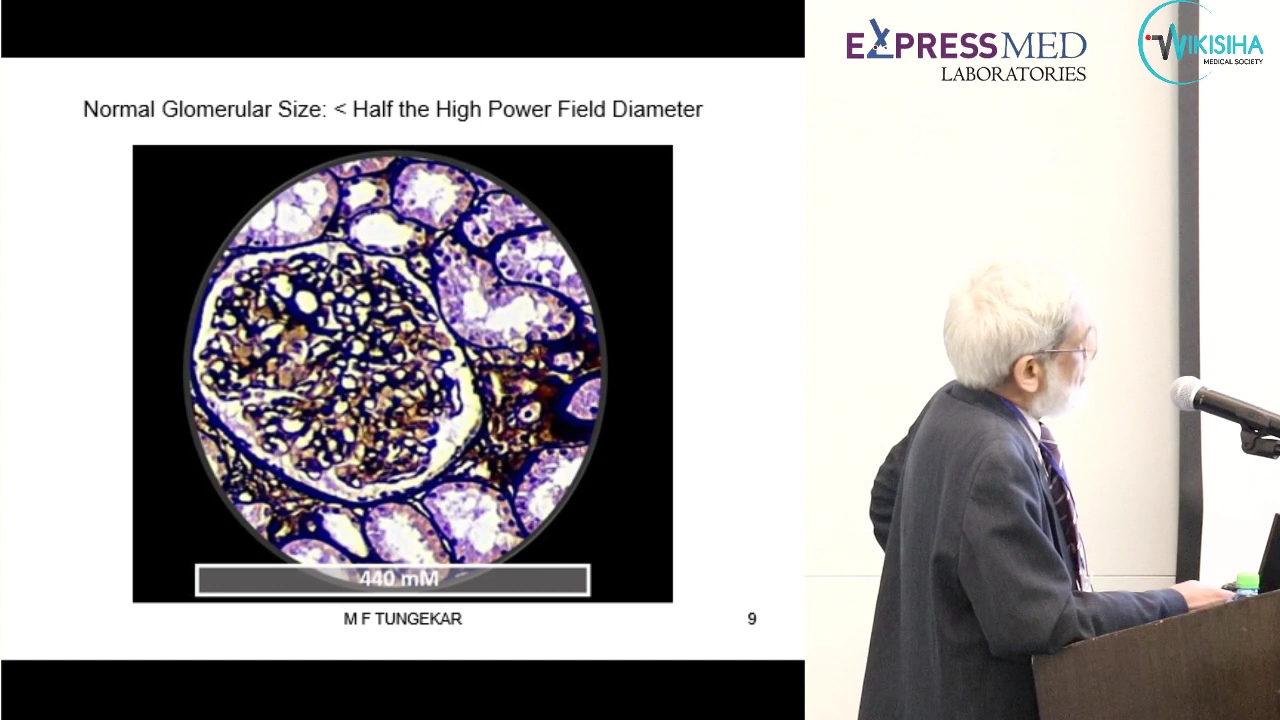 Normal Glomerular Size: < Half the High Power Field Diameter
440 mM
M F TUNGEKAR
9
EXPRESSMED
LABORATORIES
WIKISIHA
MEDICAL SOCIETY